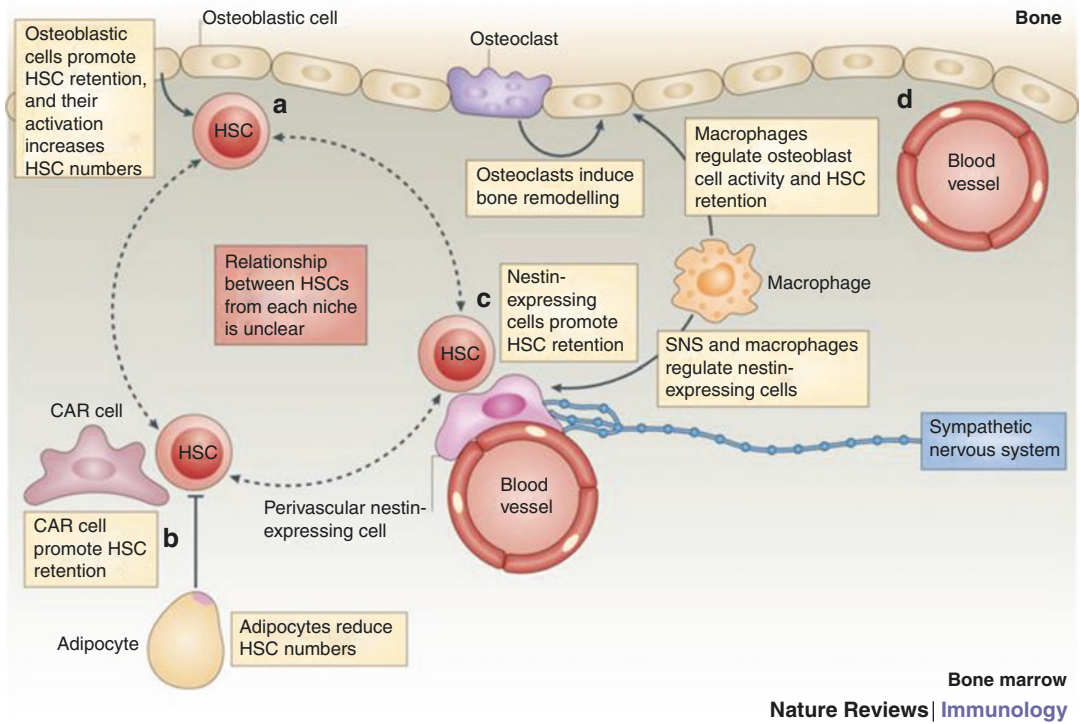 Osteoblastic cell
Bone
Osteoblastic
cells promote
HSC retention,
and their
activation
increases
HSC numbers
Osteoclast
a
HSC
d
Macrophages
regulate osteoblast
cell activity and HSC
retention
Blood
vessel
Osteoclasts induce
bone remodelling
Relationship
between HSCs
from each niche
is unclear
c
Nestin-
expressing
cells promote
HSC retention
Macrophage
HSC
SNS and macrophages
regulate nestin-
expressing cells
CAR cell
HSC
Sympathetic
nervous system
Perivascular nestin-
expressing cell
Blood
vessel
CAR cell
promote HSC
retention
b
Adipocyte
Adipocytes reduce
HSC numbers
Bone marrow
Nature Reviews| Immunology